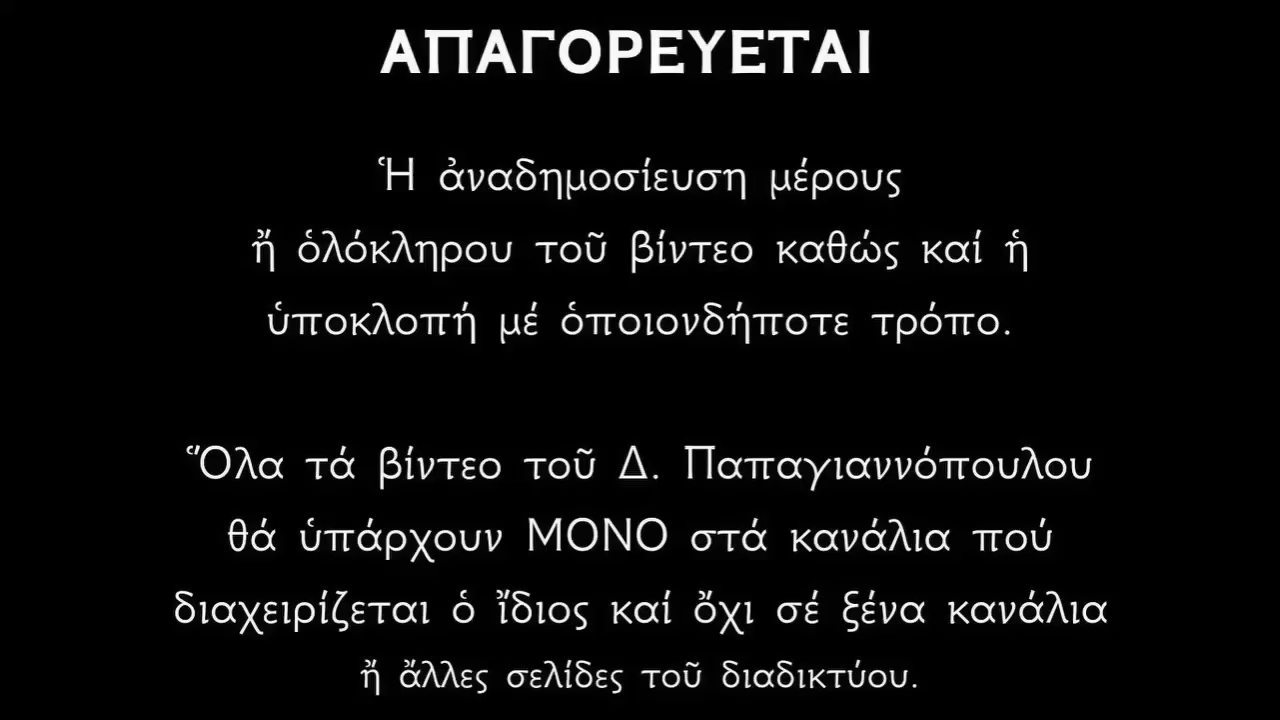 ΑΠΑΓΟΡΕΥΕΤΑΙ
Ἡ ἀναδημοσίευση μέρους
ἤ ὁλόκληρου τοῦ βίντεο καθώς καί ἡ
ὑποκλοπή μέ ὁποιονδήποτε τρόπο.
Ὅλα τά βίντεο τοῦ Δ. Παπαγιαννόπουλου
θά ὑπάρχουν ΜΟΝΟ στά κανάλια πού
διαχειρίζεται ὁ ἴδιος καί ὄχι σέ ξένα κανάλια
ἤ ἄλλες σελίδες τοῦ διαδικτύου.